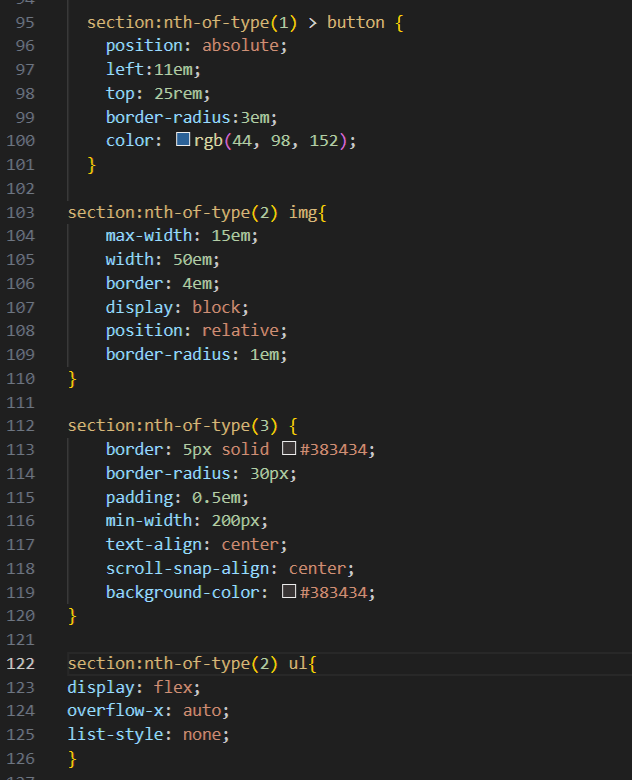 94
95 section:nth-of-type(1) > button {
96 position: absolute;
97 left:11em;
98 top: 25rem;
99 border-radius:3em;
100 color: rgb(44, 98, 152);
101 }
102
103 section:nth-of-type(2) img{
104 max-width: 15em;
105 width: 50em;
106 border: 4em;
107 display: block;
108 position: relative;
109 border-radius: 1em;
110 }
111
112 section:nth-of-type(3) {
113 border: 5px solid #383434;
114 border-radius: 30px;
115 padding: 0.5em;
116 min-width: 200px;
117 text-align: center;
118 scroll-snap-align: center;
119 background-color: #383434;
120 }
121
122 section:nth-of-type(2) ul{
123 display: flex;
124 overflow-x: auto;
125 list-style: none;
126 }